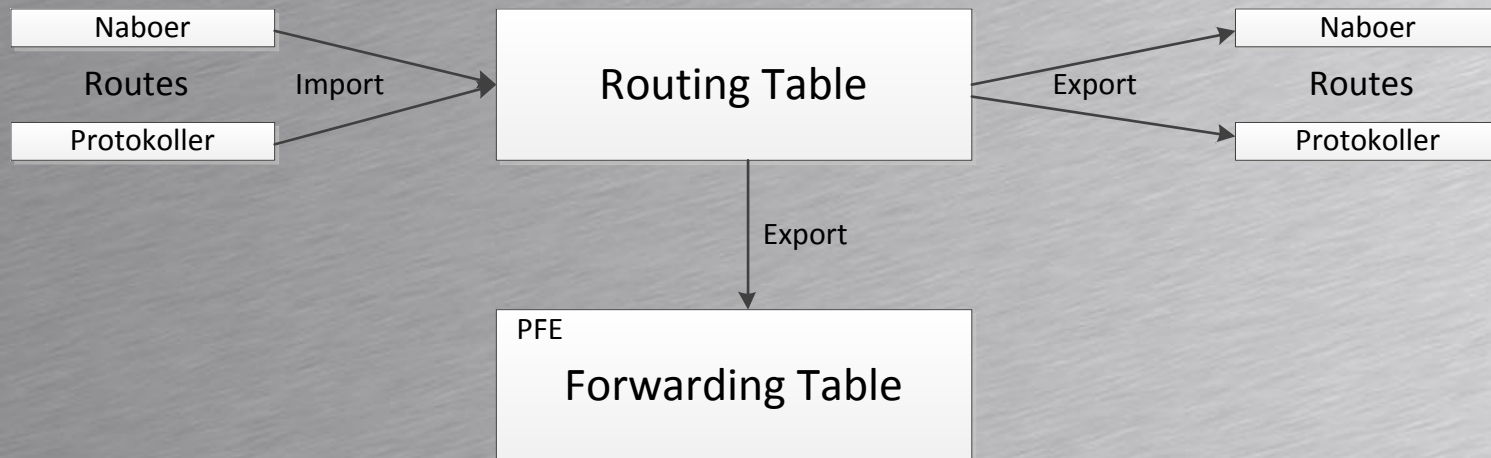 Naboer
Routes
Import
Protokoller
Routing Table
Export
Naboer
Routes
Protokoller
Export
PFE
Forwarding Table